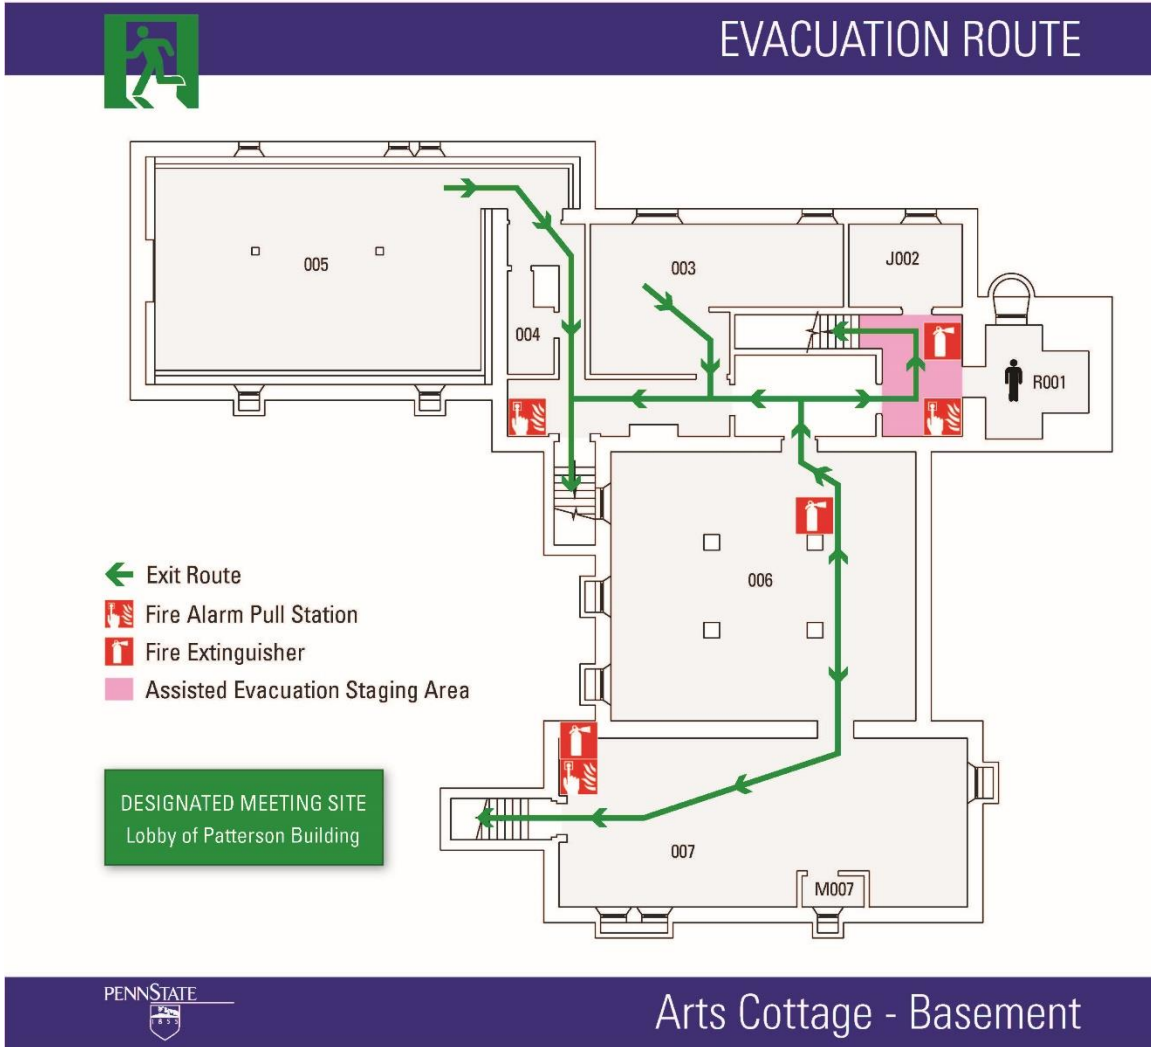 EVACUATION ROUTE
005
003
J002
004
R001
006
Exit Route
Fire Alarm Pull Station
Fire Extinguisher
Assisted Evacuation Staging Area
DESIGNATED MEETING SITE
Lobby of Patterson Building
007
M007
PENNSTATE
1855
Arts Cottage - Basement